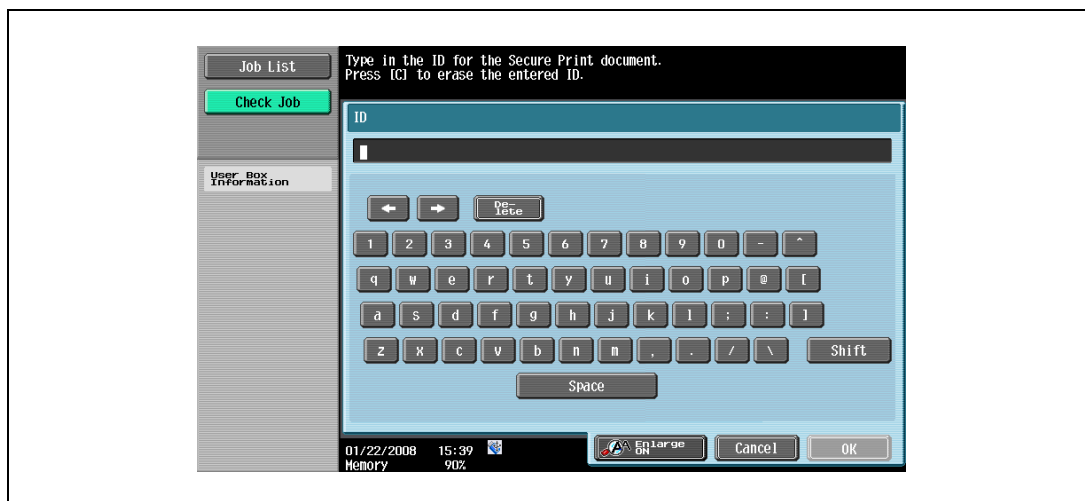 Job List
Check Job
User Box
Information
Type in the ID for the Secure Print document.
Press [C] to erase the entered ID.
ID
De-
lete
1 2 3 4 5 6 7 8 9 0 - ^
q w e r t y u i o p @ [
a s d f g h j k l ; : ]
z x c v b n m , . / \ Shift
Space
01/22/2008 15:39
Memory 90%
Enlarge
ON
Cancel
OK